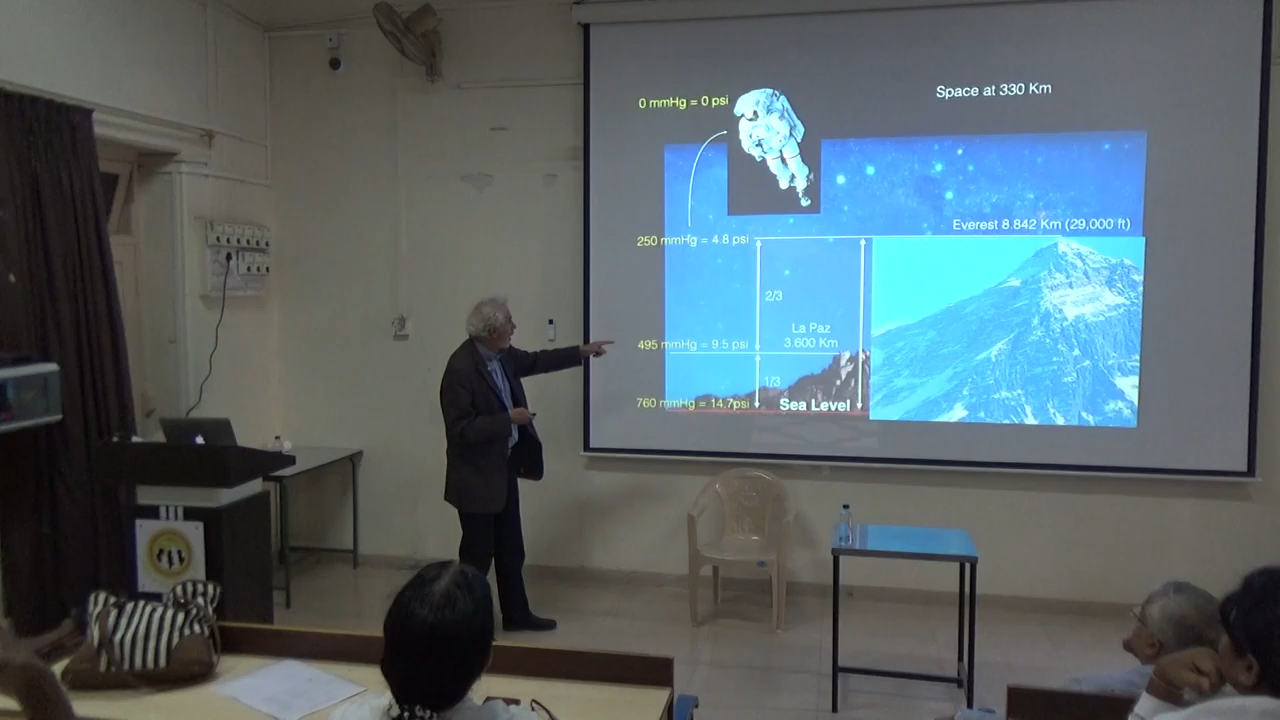 0 mmHg = 0 psi
Space at 330 Km
Everest 8.842 Km (29,000 ft)
250 mmHg = 4.8 psi
2/3
La Paz
3.600 Km
495 mmHg = 9.5 psi
1/3
760 mmHg = 14.7psi
Sea Level